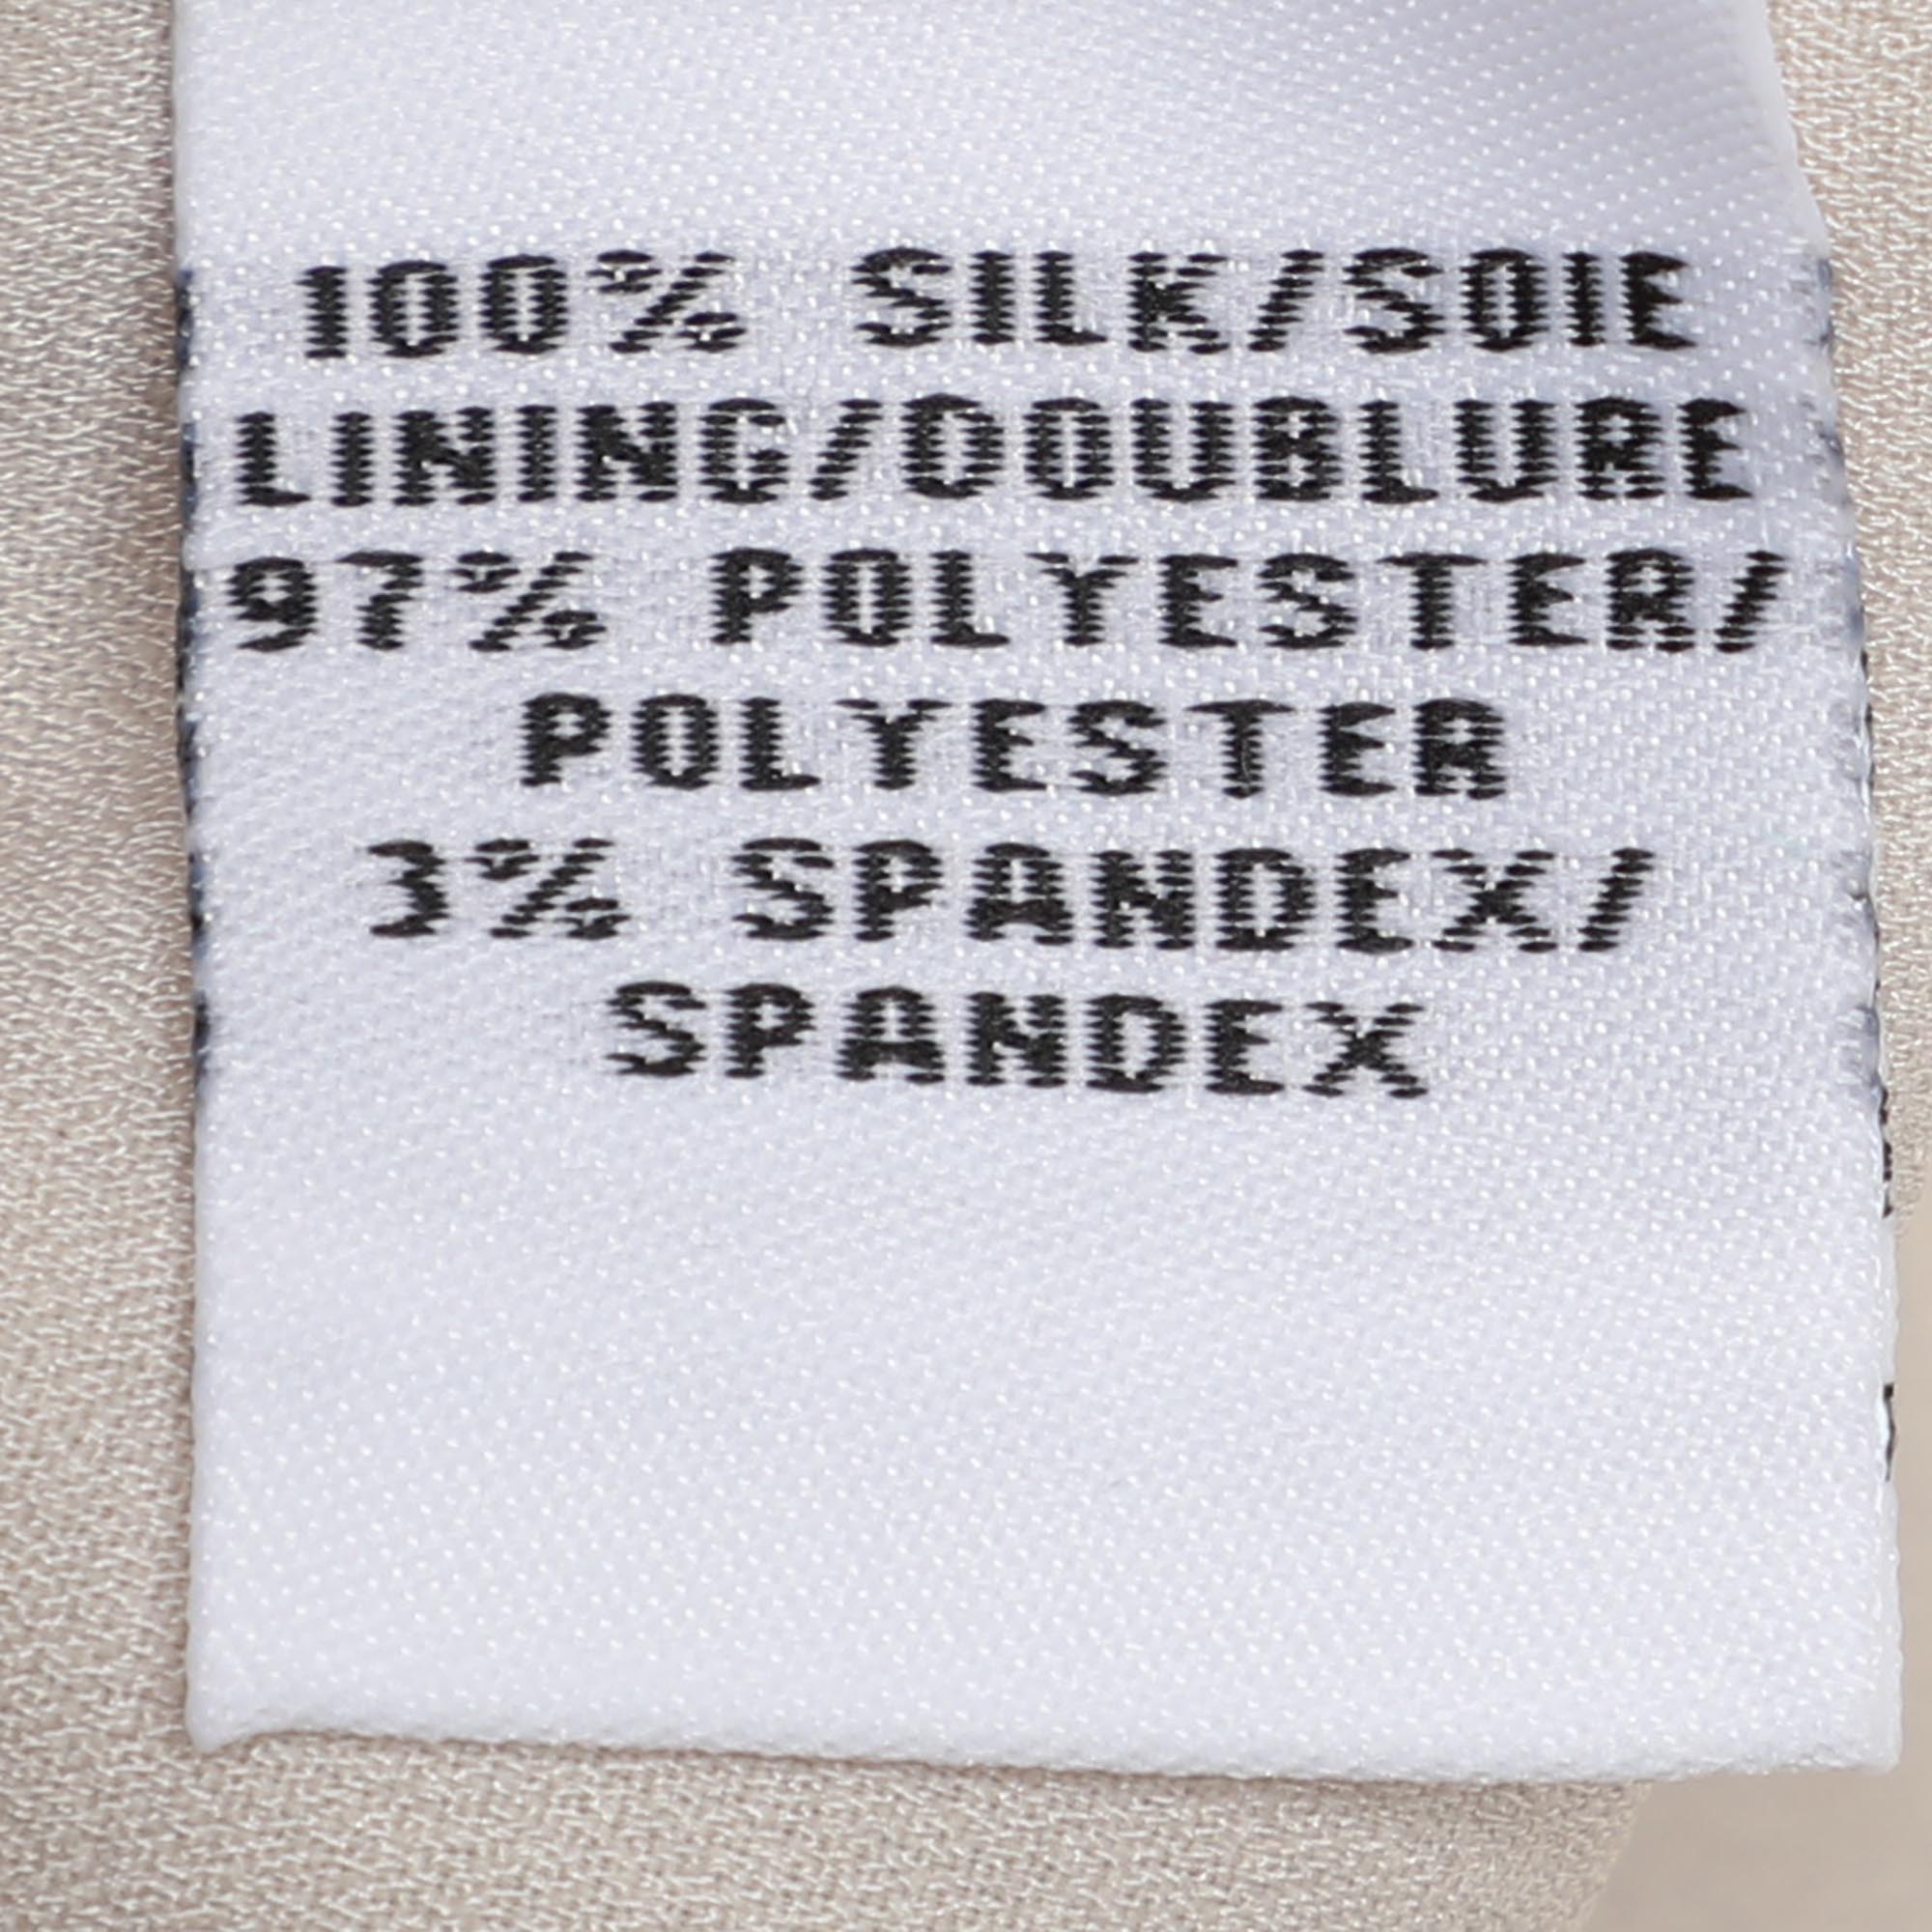 100% SILK/SOIE
LINING/DOUBLURE
97% POLYESTER/
POLYESTER
3% SPANDEX/
SPANDEX